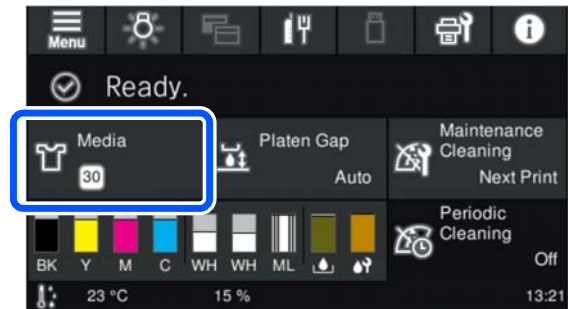 Menu
Ready.
Media
30
Platen Gap
Auto
Maintenance
Cleaning
Next Print
BK Y M C WH WH ML
Periodic
Cleaning
Off
23 °C 15 % 13:21